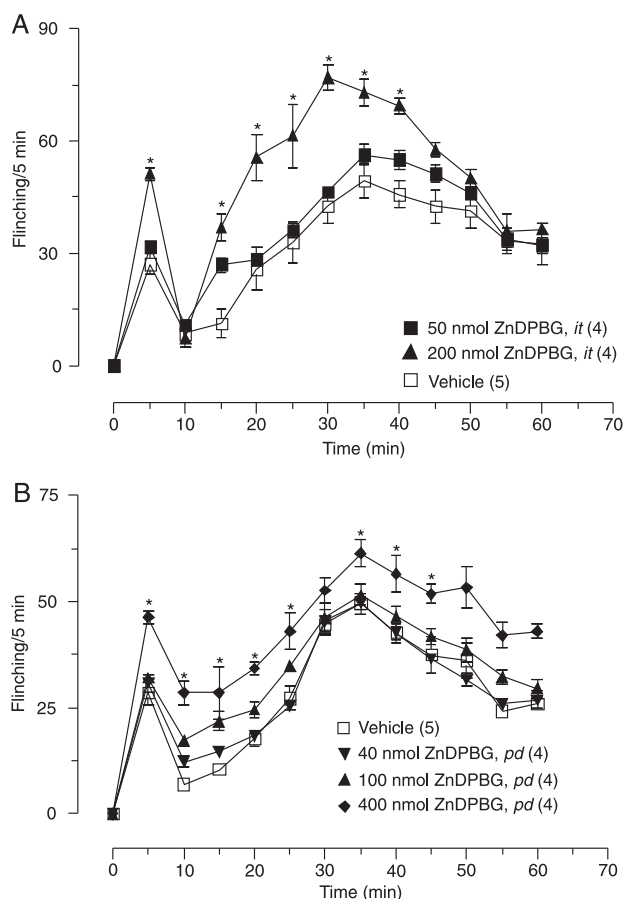 A
Flinching/5 min
90
60
30
0
* * * * * * *
50 nmol ZnDPBG, it (4)
200 nmol ZnDPBG, it (4)
Vehicle (5)
0 10 20 30 40 50 60 70
Time (min)
B
Flinching/5 min
75
50
25
0
* * * * * * * *
Vehicle (5)
40 nmol ZnDPBG, pd (4)
100 nmol ZnDPBG, pd (4)
400 nmol ZnDPBG, pd (4)
0 10 20 30 40 50 60 70
Time (min)